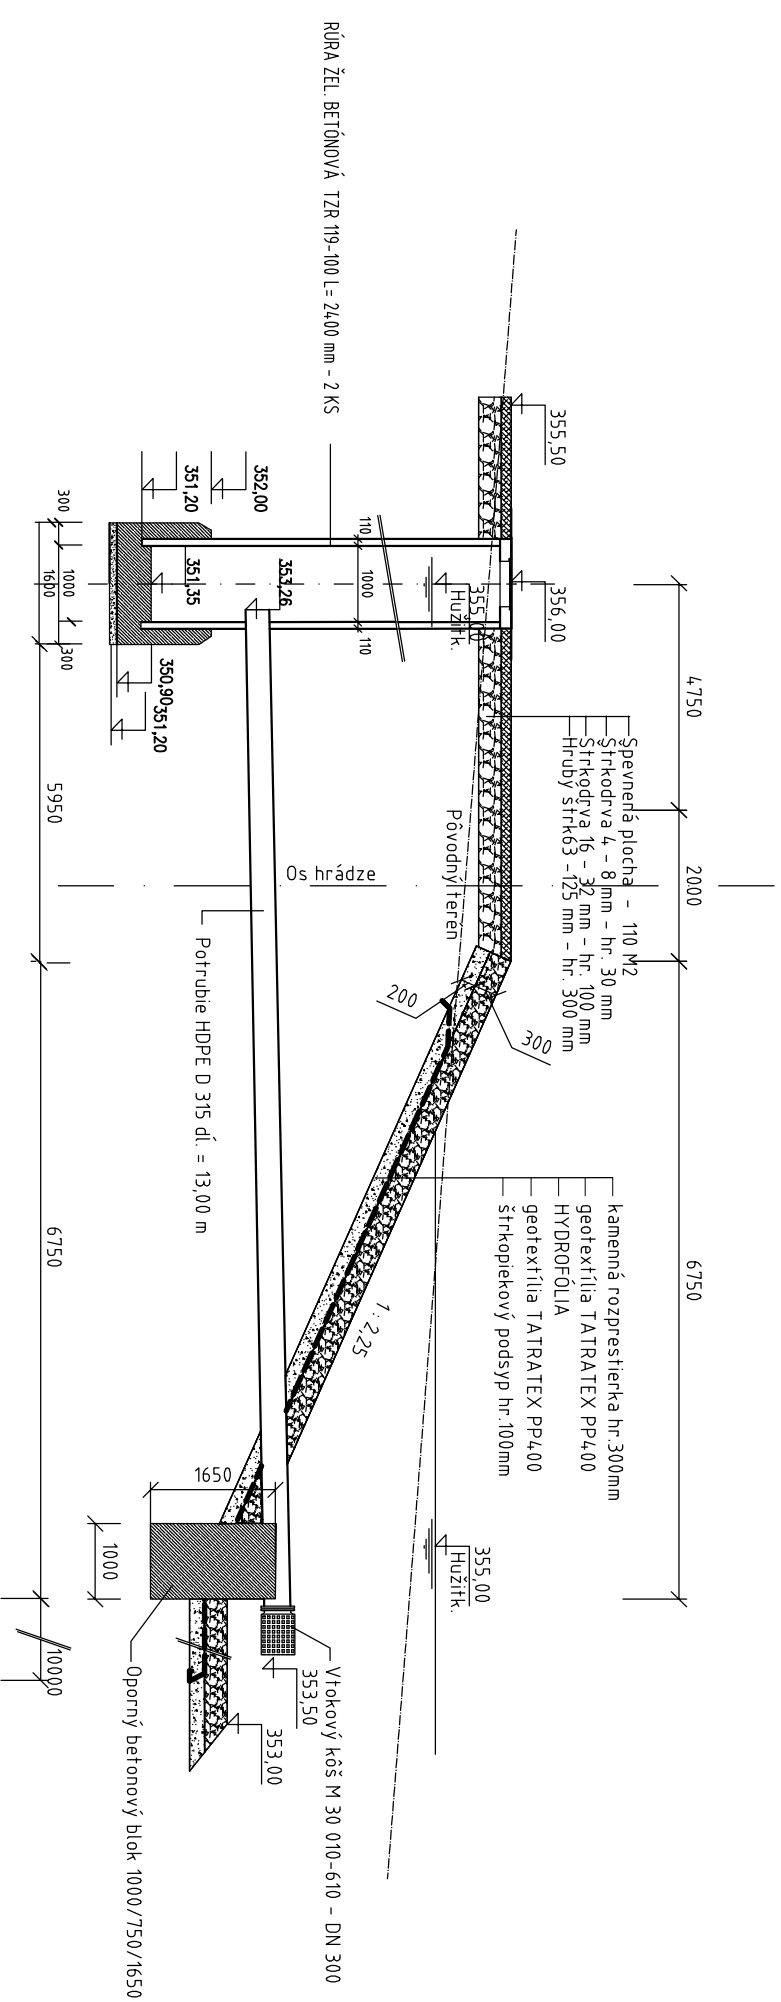 RÚRA ŽEL. BETÓNOVÁ TZR 119-100 L= 2400 mm - 2 KS
355,50
356,00
4750
2000
6750
Spevnená plocha - 110 M2
Štrkodrva 4 - 8 mm - hr. 30 mm
Štrkodrva 16 - 32 mm - hr. 100 mm
Hrubý štrk63 -125 mm - hr. 300 mm
kamenná rozprestierka hr.300mm
geotextília TATRATEX PP400
HYDROFÓLIA
geotextília TATRATEX PP400
štrkopiekový podsyp hr.100mm
355,00
Hužitk.
355,00
Hužitk.
Pôvodný terén
200
300
1 : 2,25
110
1000
110
353,26
351,35
352,00
351,20
350,90
351,20
Os hrádze
Potrubie HDPE D 315 dĺ. = 13,00 m
1650
1000
Vtokový kôš M 30 010-610 - DN 300
353,50
353,00
Oporný betonový blok 1000/750/1650
300
1000
300
1600
5950
6750
10000